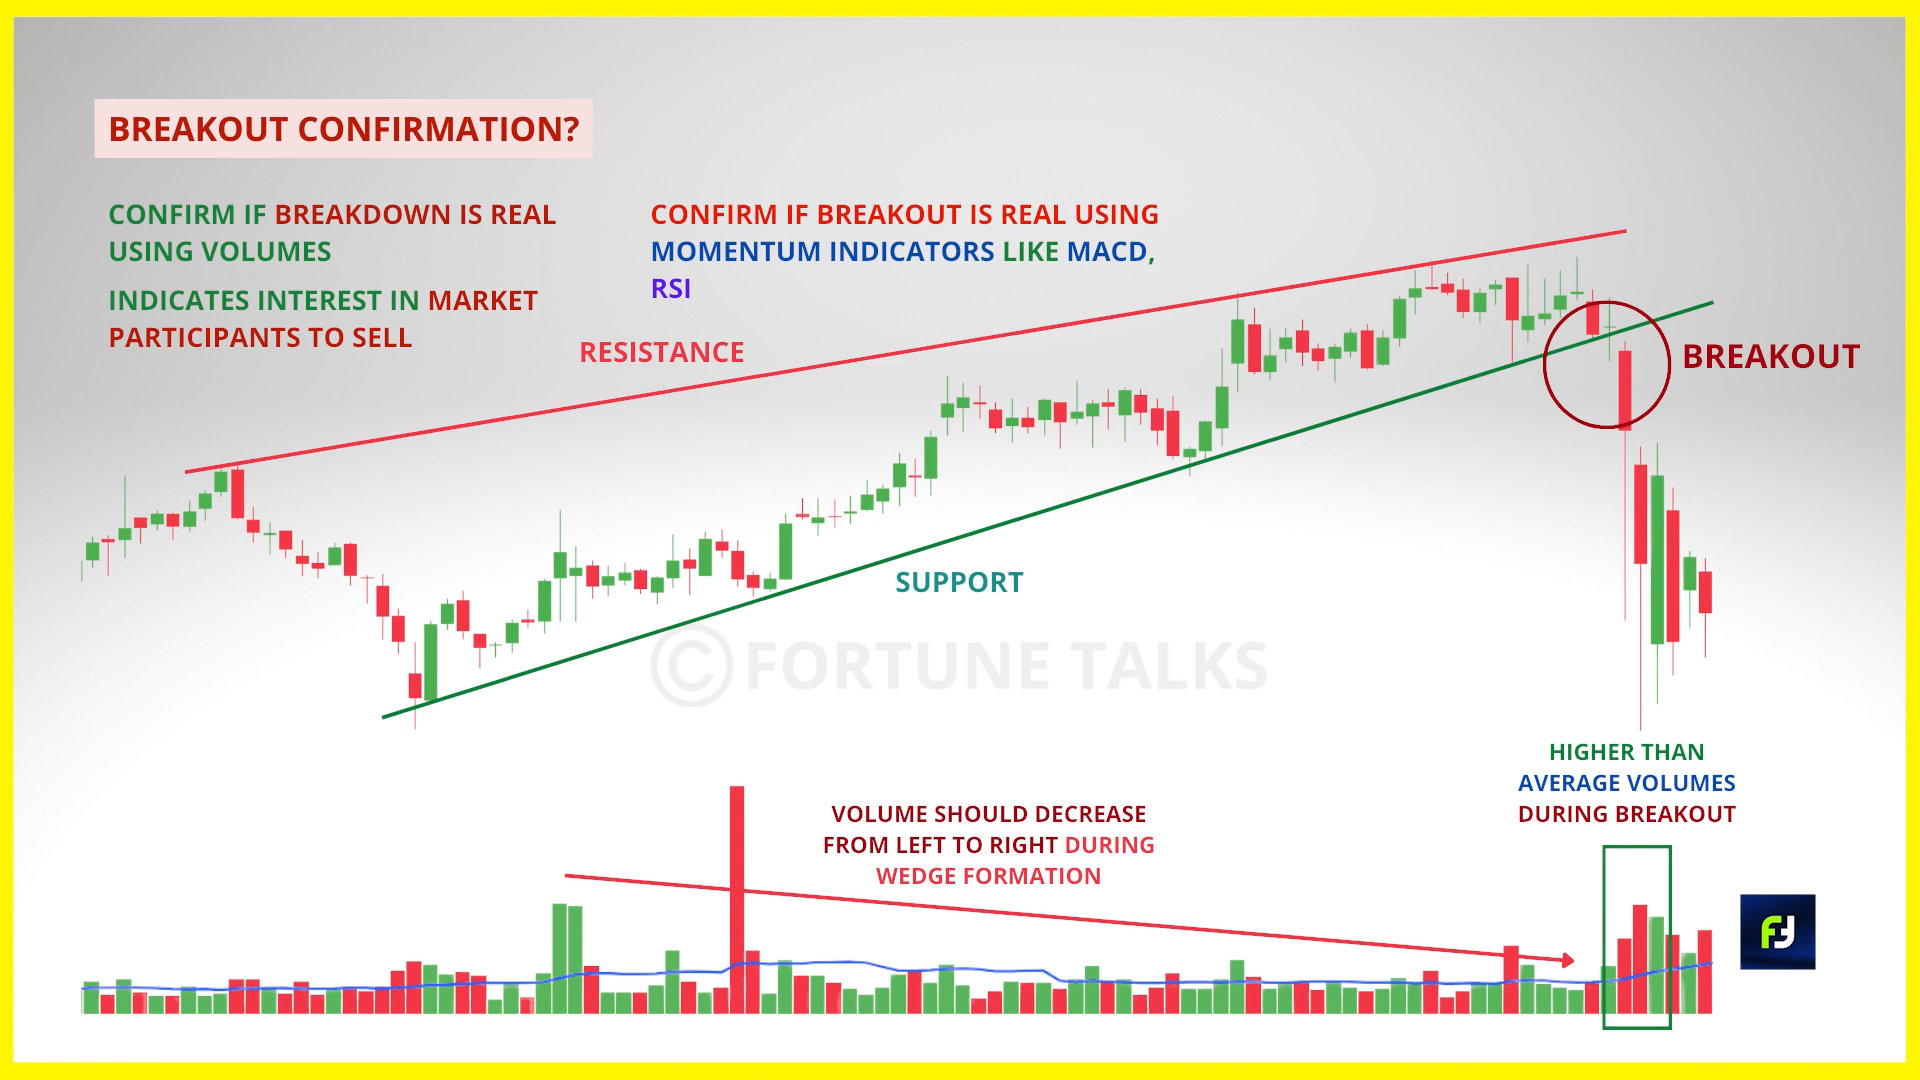 BREAKOUT CONFIRMATION?
CONFIRM IF BREAKDOWN IS REAL
USING VOLUMES
INDICATES INTEREST IN MARKET
PARTICIPANTS TO SELL
CONFIRM IF BREAKOUT IS REAL USING
MOMENTUM INDICATORS LIKE MACD,
RSI
RESISTANCE
BREAKOUT
SUPPORT
© FORTUNE TALKS
HIGHER THAN
AVERAGE VOLUMES
DURING BREAKOUT
VOLUME SHOULD DECREASE
FROM LEFT TO RIGHT DURING
WEDGE FORMATION